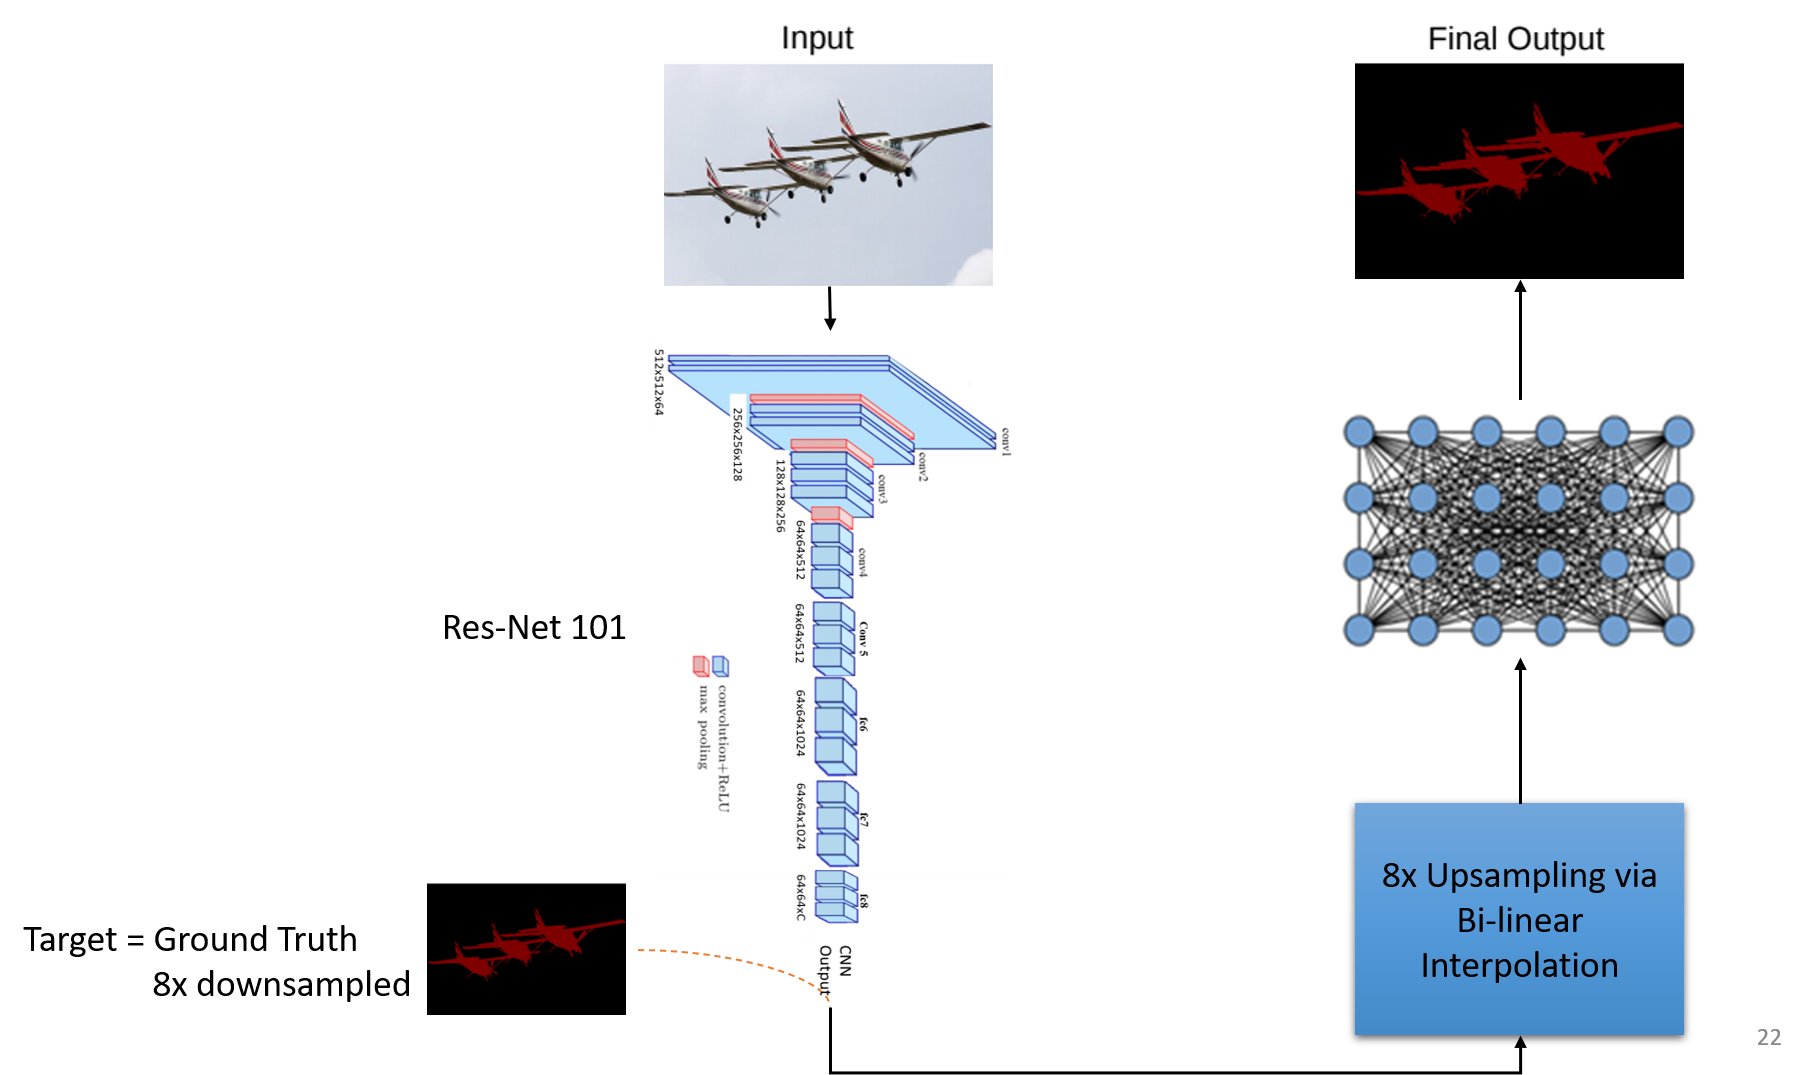 Input
Final Output
512x512x64
conv1
256x256x128
conv2
128x128x256
conv3
64x64x512
conv4
64x64x512
Conv 5
Res-Net 101
convolution+ReLU
max pooling
64x64x1024
fc6
64x64x1024
fc7
64x64xC
fc8
CNN
Output
Target = Ground Truth
8x downsampled
8x Upsampling via
Bi-linear
Interpolation
22